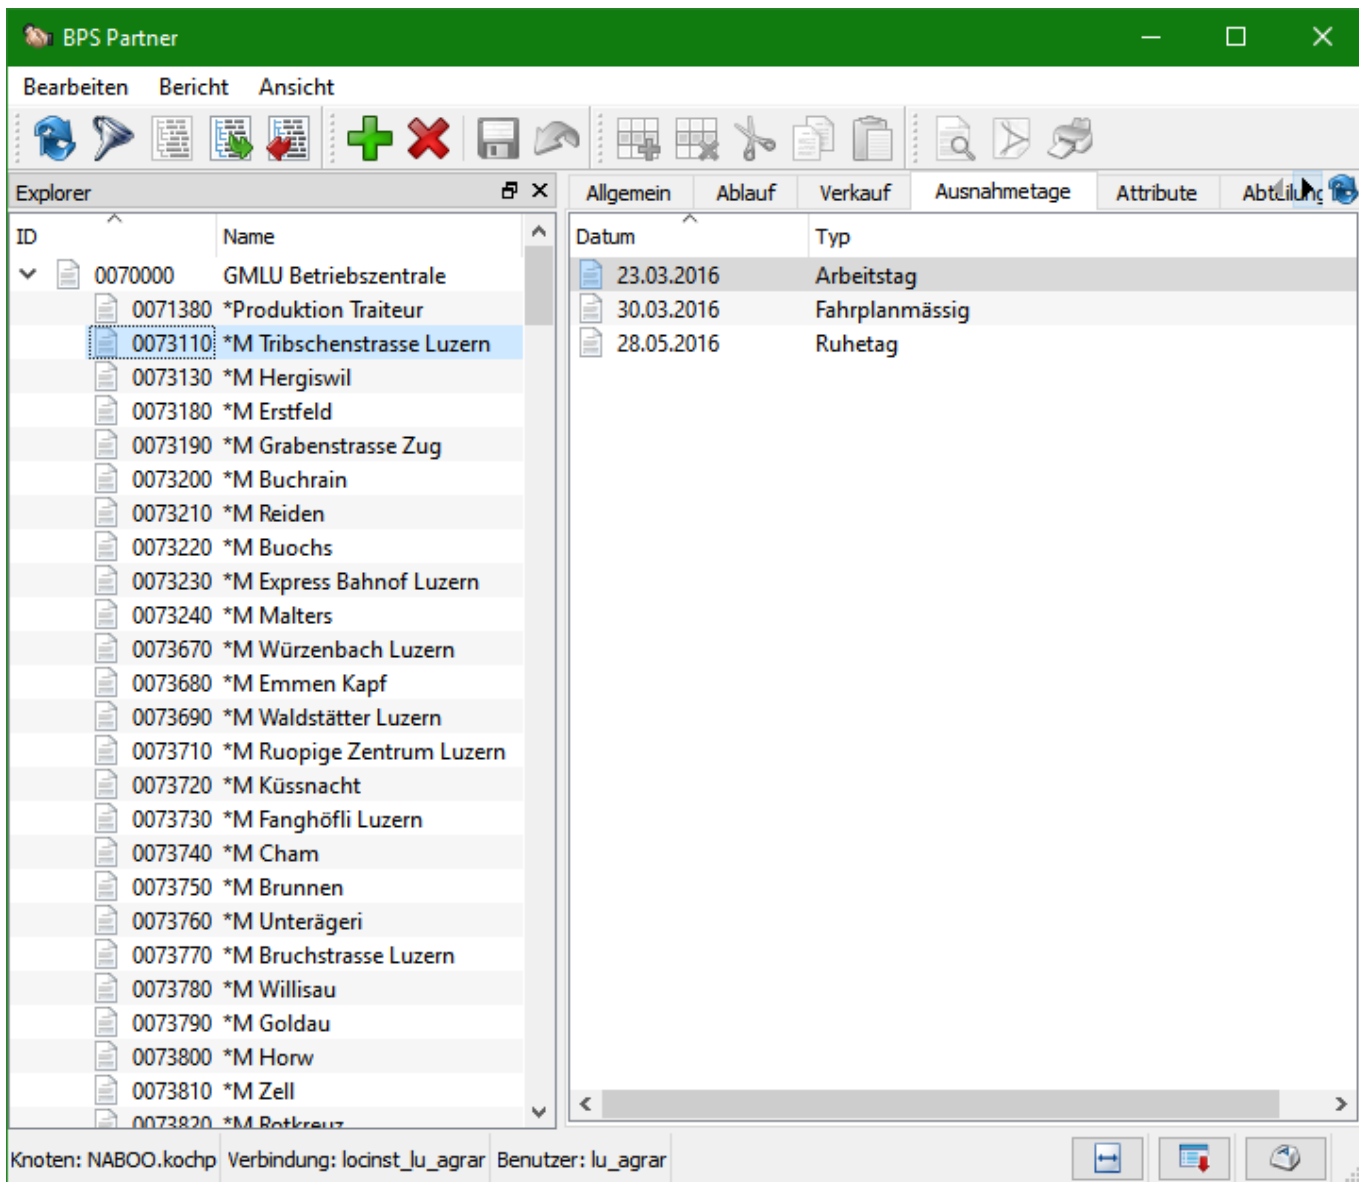 BPS Partner
Bearbeiten Bericht Ansicht
Explorer
Allgemein Ablauf Verkauf Ausnahmetage Attribute
ID Name
Datum Typ
0070000 GMLU Betriebszentrale
23.03.2016 Arbeitstag
0071380 *Produktion Traiteur
30.03.2016 Fahrplanmässig
0073110 *M Tribschenstrasse Luzern
28.05.2016 Ruhetag
0073130 *M Hergiswil
0073180 *M Erstfeld
0073190 *M Grabenstrasse Zug
0073200 *M Buchrain
0073210 *M Reiden
0073220 *M Buochs
0073230 *M Express Bahnof Luzern
0073240 *M Malters
0073670 *M Würzenbach Luzern
0073680 *M Emmen Kapf
0073690 *M Waldstätter Luzern
0073710 *M Ruopige Zentrum Luzern
0073720 *M Küssnacht
0073730 *M Fanghöfli Luzern
0073740 *M Cham
0073750 *M Brunnen
0073760 *M Unterägeri
0073770 *M Bruchstrasse Luzern
0073780 *M Willisau
0073790 *M Goldau
0073800 *M Horw
0073810 *M Zell
0073820 *M Rotkreuz
Knoten: NABOO.kochp Verbindung: locinst_lu_agrar Benutzer: lu_agrar